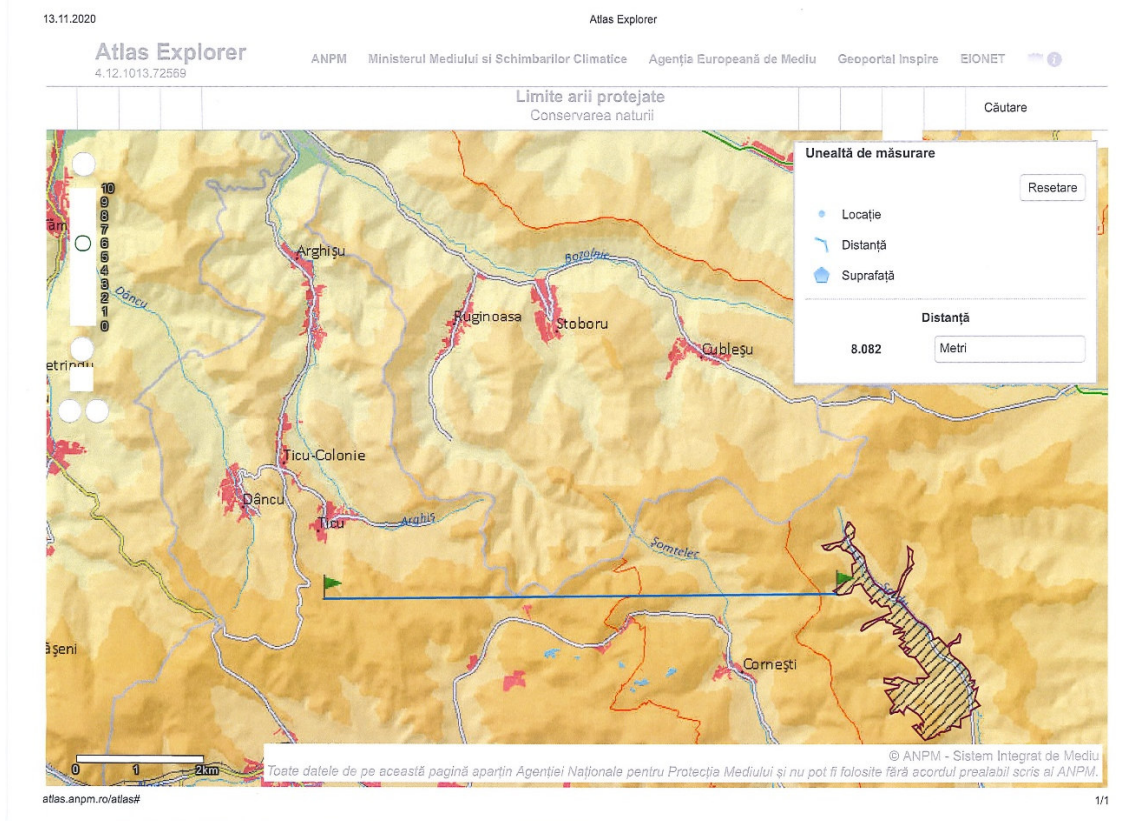 13.11.2020
Atlas Explorer
Atlas Explorer
4.12.1013.72569
ANPM Ministerul Mediului si Schimbarilor Climatice Agenția Europeană de Mediu Geoportal Inspire EIONET
Limite arii protejate
Conservarea naturii
Căutare
Unealtă de măsurare
Resetare
Locație
Distanță
Suprafață
Distanță
8.082 Metri
10
9
8
7
6
5
4
3
2
1
0
Arghișu
Dâncu
Ruginoasa
Stoboru
Cubleșu
etrindu
Ticu-Colonie
Dâncu
Ticu
Arghiș
Șomtelec
ășeni
Cornești
0 1 2km
© ANPM - Sistem Integrat de Mediu
Toate datele de pe această pagină aparțin Agenției Naționale pentru Protecția Mediului și nu pot fi folosite fără acordul prealabil scris al ANPM.
atlas.anpm.ro/atlas#
1/1